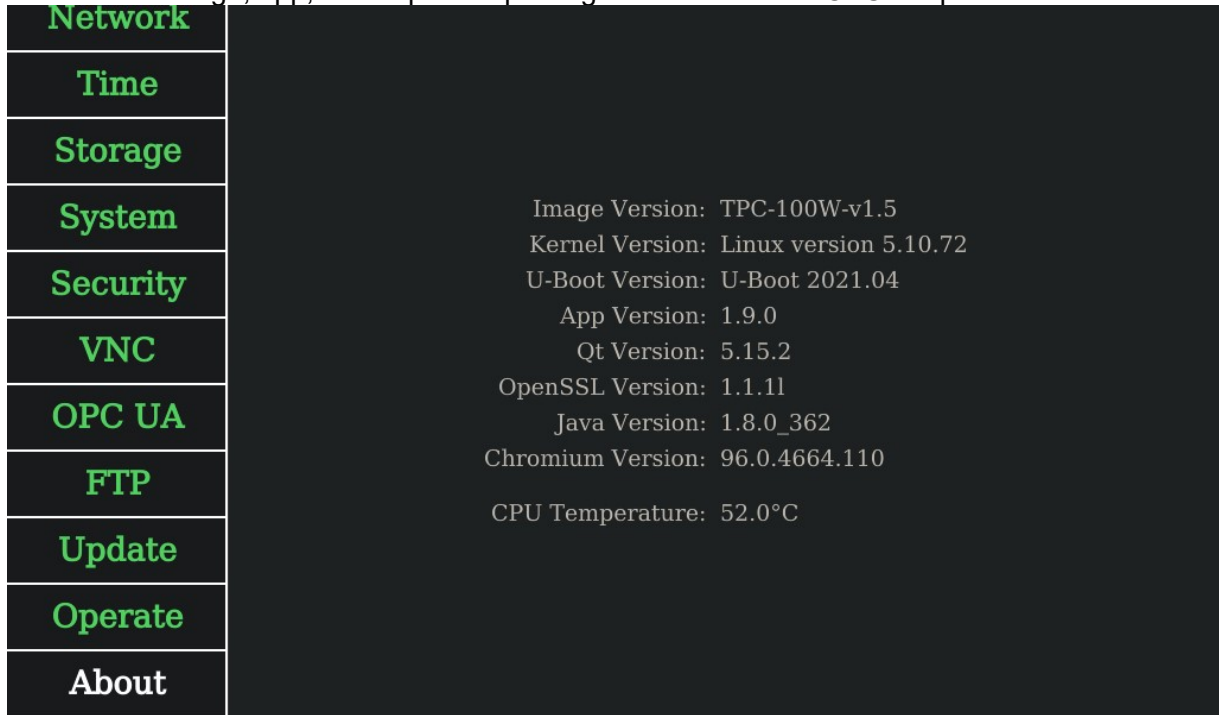 Network
Time
Storage
System
Security
VNC
OPC UA
FTP
Update
Operate
About
Image Version: TPC-100W-v1.5
Kernel Version: Linux version 5.10.72
U-Boot Version: U-Boot 2021.04
App Version: 1.9.0
Qt Version: 5.15.2
OpenSSL Version: 1.1.1l
Java Version: 1.8.0_362
Chromium Version: 96.0.4664.110
CPU Temperature: 52.0°C